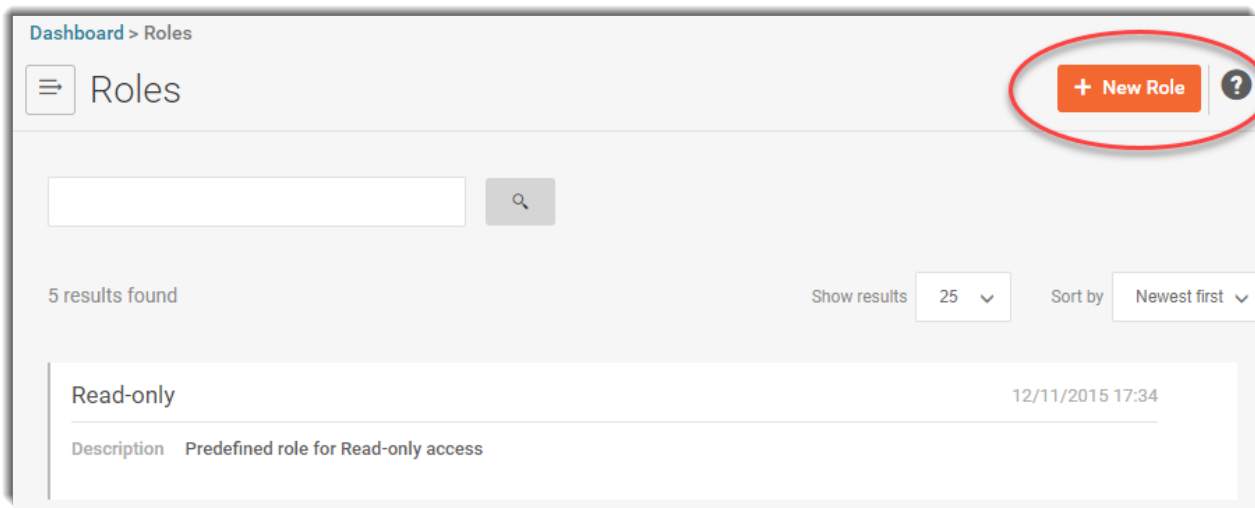 Dashboard > Roles
Roles
+ New Role
?
5 results found
Show results 25
Sort by Newest first
Read-only
12/11/2015 17:34
Description Predefined role for Read-only access